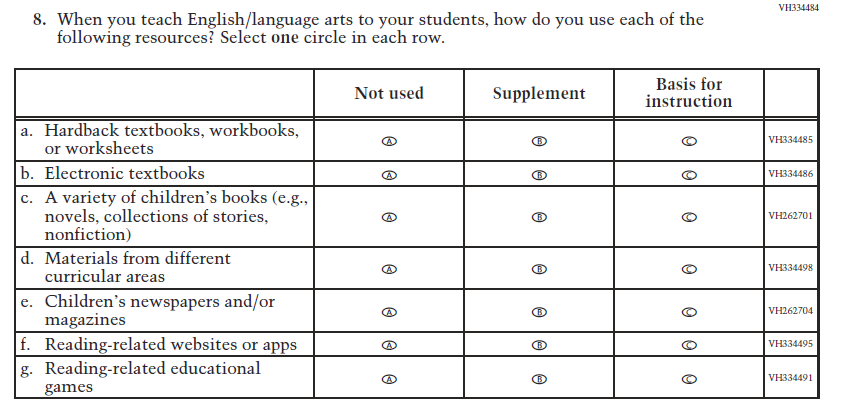 VH334484
8. When you teach English/language arts to your students, how do you use each of the
following resources? Select one circle in each row.
Not used Supplement Basis for
instruction
a. Hardback textbooks, workbooks,
or worksheets
A B C VH334485
b. Electronic textbooks A B C VH334486
c. A variety of children's books (e.g.,
novels, collections of stories,
nonfiction)
A B C VH262701
d. Materials from different
curricular areas
A B C VH334498
e. Children's newspapers and/or
magazines
A B C VH262704
f. Reading-related websites or apps A B C VH334495
g. Reading-related educational
games
A B C VH334491